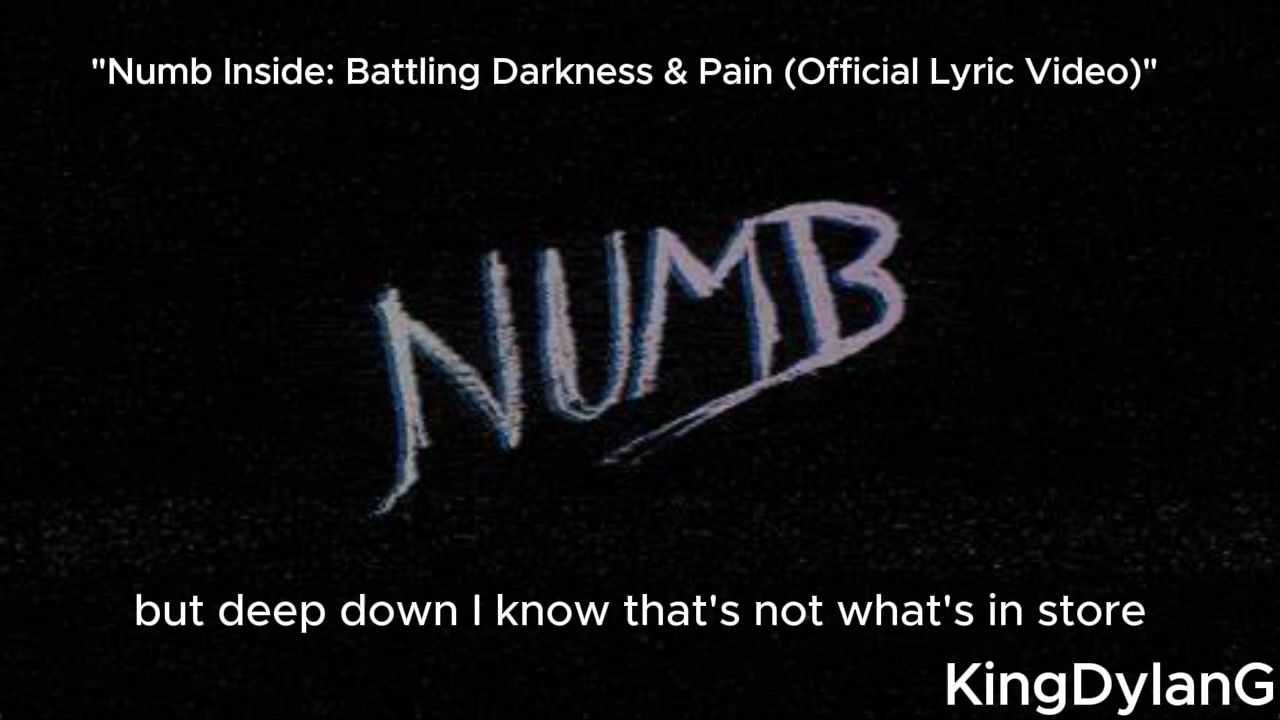 "Numb Inside: Battling Darkness & Pain (Official Lyric Video)"
NUMB
but deep down I know that's not what's in store
KingDylanG